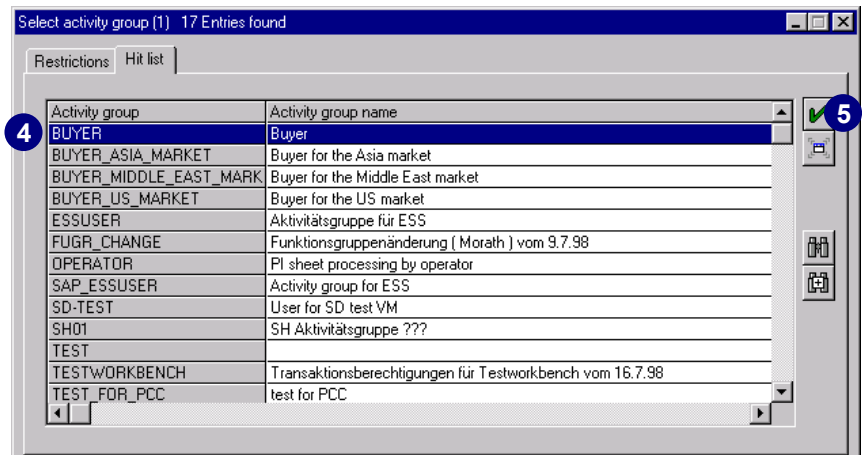 Select activity group (1) 17 Entries found
Restrictions Hit list
Activity group Activity group name
4 BUYER Buyer 5
BUYER_ASIA_MARKET Buyer for the Asia market
BUYER_MIDDLE_EAST_MARK Buyer for the Middle East market
BUYER_US_MARKET Buyer for the US market
ESSUSER Aktivitätsgruppe für ESS
FUGR_CHANGE Funktionsgruppenänderung ( Morath ) vom 9.7.98
OPERATOR PI sheet processing by operator
SAP_ESSUSER Activity group for ESS
SD-TEST User for SD test VM
SH01 SH Aktivitätsgruppe ???
TEST
TESTWORKBENCH Transaktionsberechtigungen für Testworkbench vom 16.7.98
TEST_FOR_PCC test for PCC